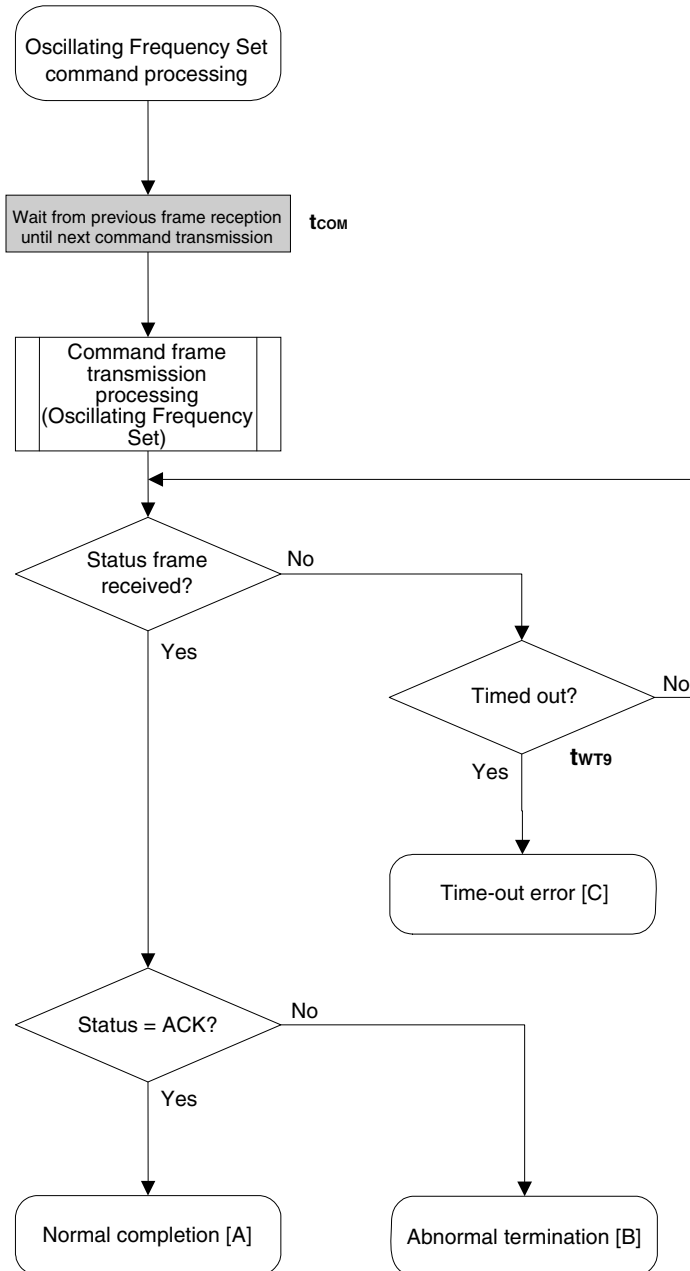 Oscillating Frequency Set
command processing
Wait from previous frame reception
until next command transmission
tCOM
Command frame
transmission
processing
(Oscillating Frequency
Set)
Status frame
received?
No
Yes
Timed out?
No
tWT9
Yes
Time-out error [C]
Status = ACK?
No
Yes
Normal completion [A]
Abnormal termination [B]